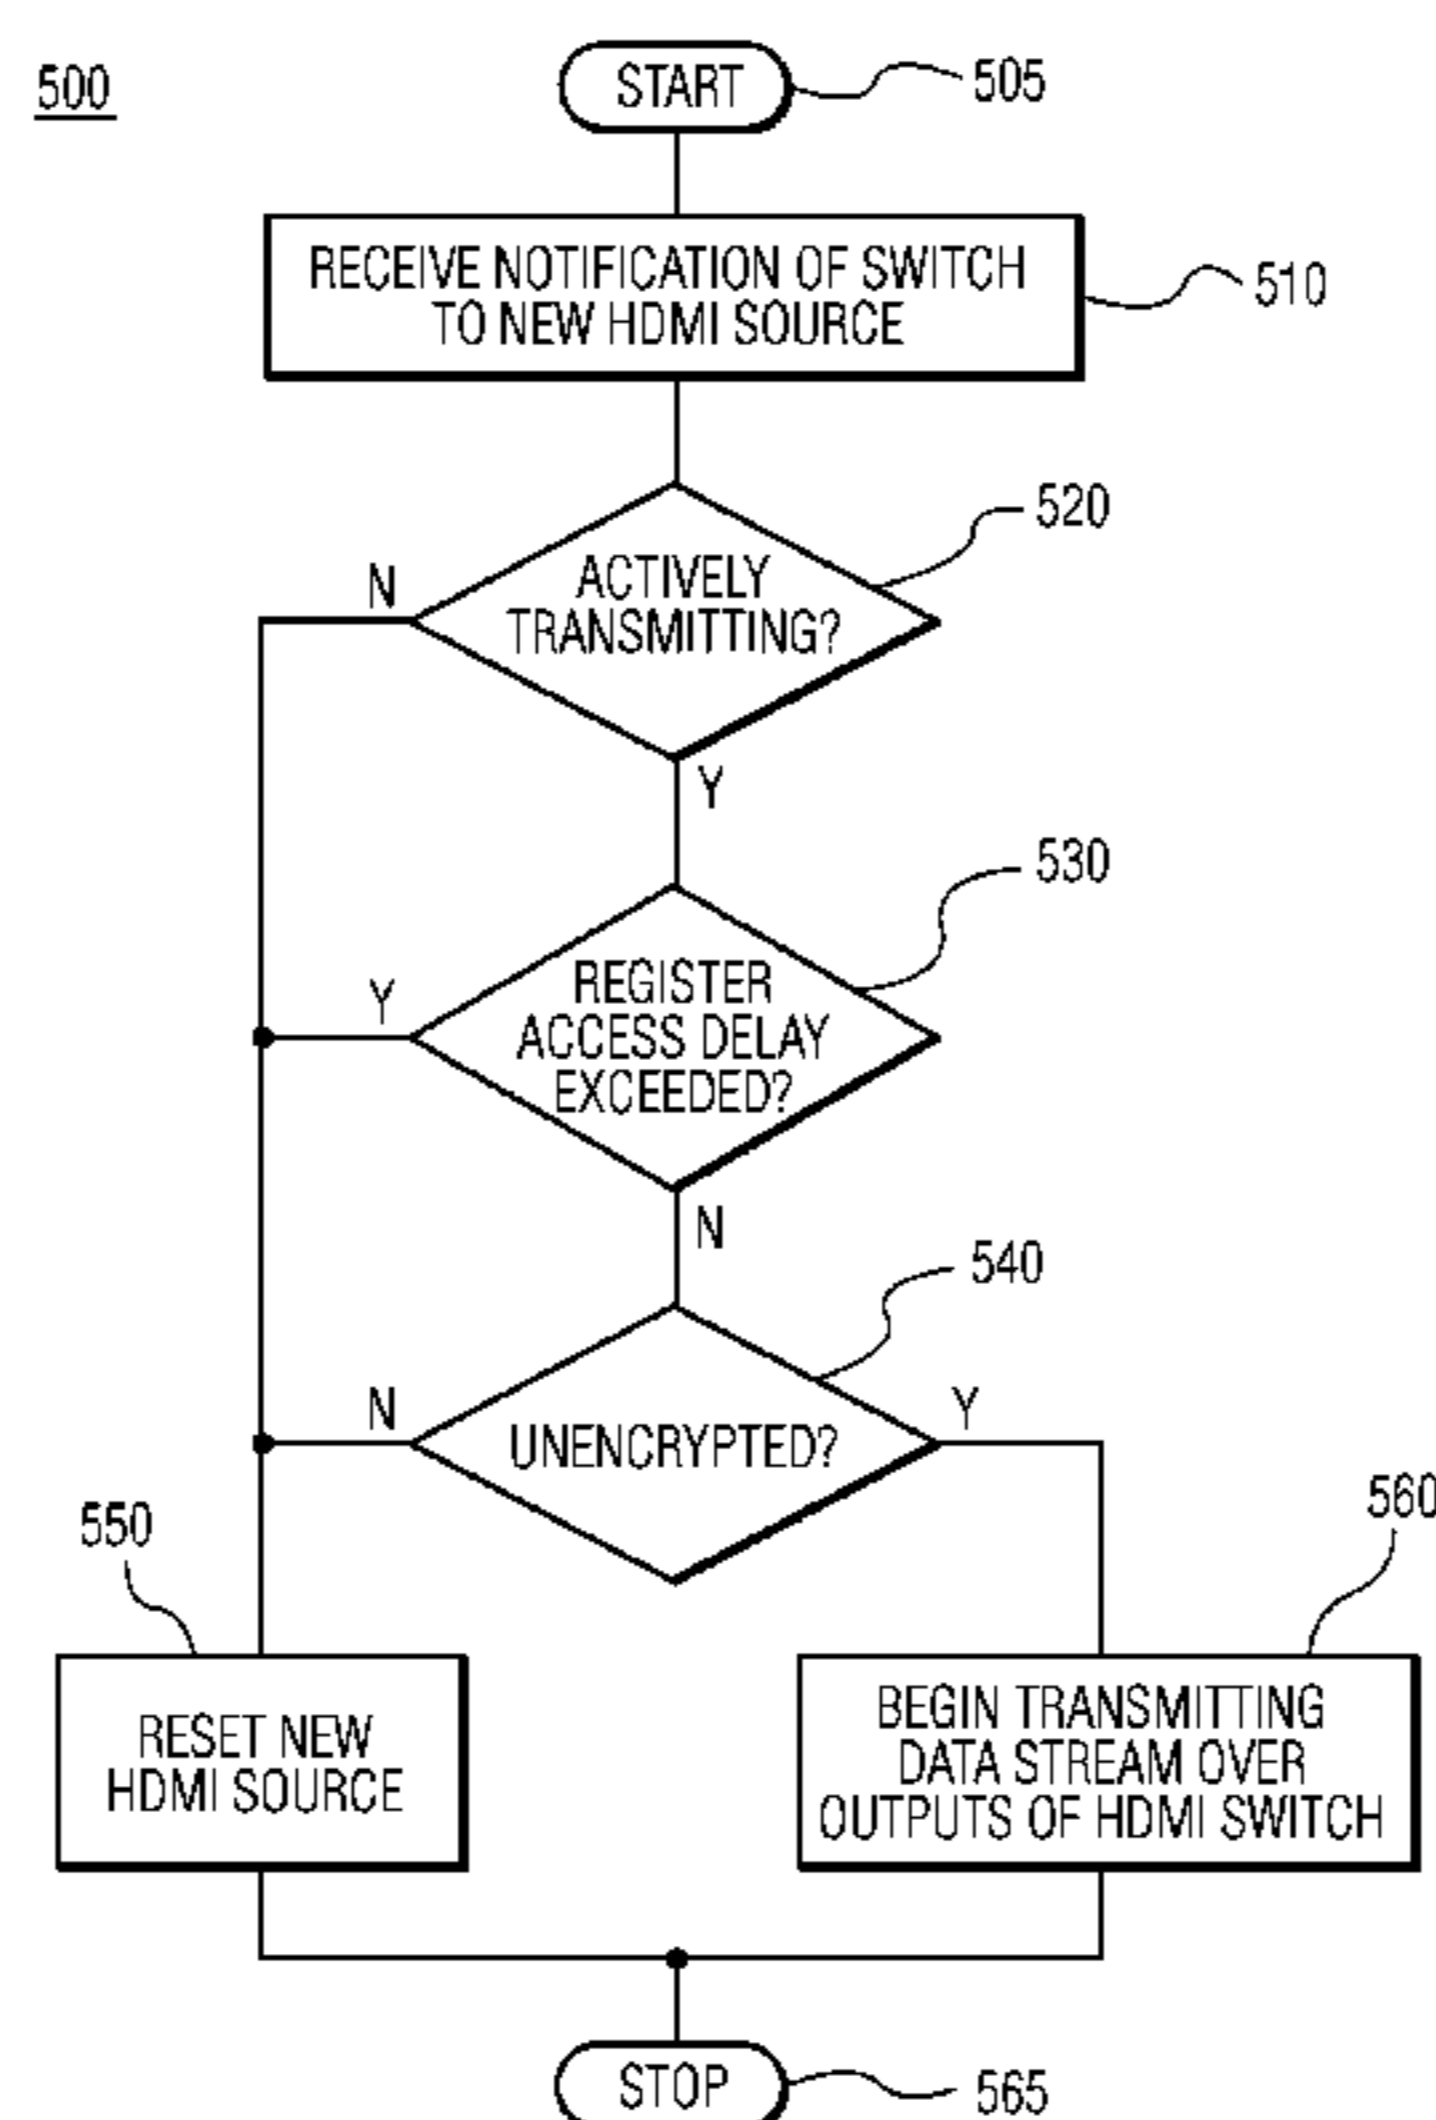 500
START
505
RECEIVE NOTIFICATION OF SWITCH
TO NEW HDMI SOURCE
510
520
N
ACTIVELY
TRANSMITTING?
Y
530
Y
REGISTER
ACCESS DELAY
EXCEEDED?
N
540
N
UNENCRYPTED?
Y
550
560
RESET NEW
HDMI SOURCE
BEGIN TRANSMITTING
DATA STREAM OVER
OUTPUTS OF HDMI SWITCH
STOP
565